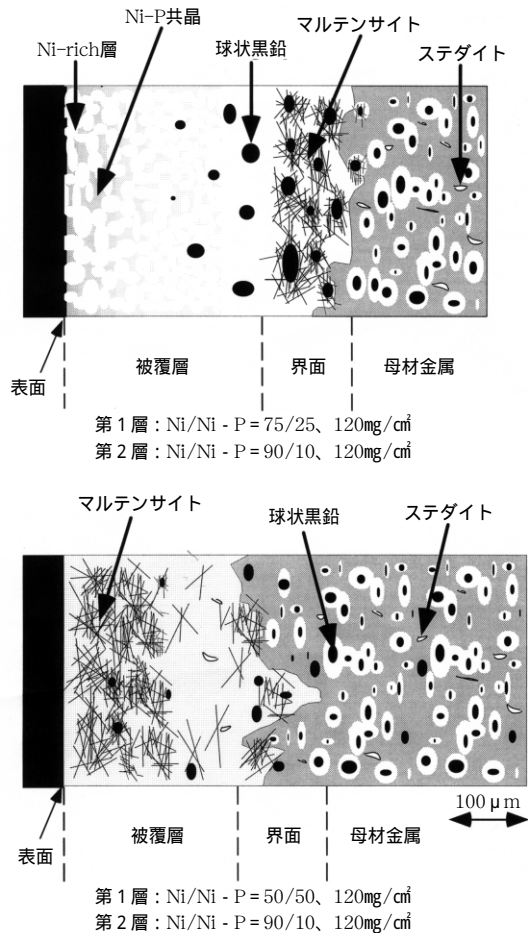 Ni-P共晶
マルテンサイト
Ni-rich層
球状黒鉛
ステダイト
被覆層
界面
母材金属
表面
第1層：Ni/Ni - P = 75/25、120mg/c㎡
第2層：Ni/Ni - P = 90/10、120mg/c㎡
マルテンサイト
球状黒鉛
ステダイト
100μm
被覆層
界面
母材金属
表面
第1層：Ni/Ni - P = 50/50、120mg/c㎡
第2層：Ni/Ni - P = 90/10、120mg/c㎡